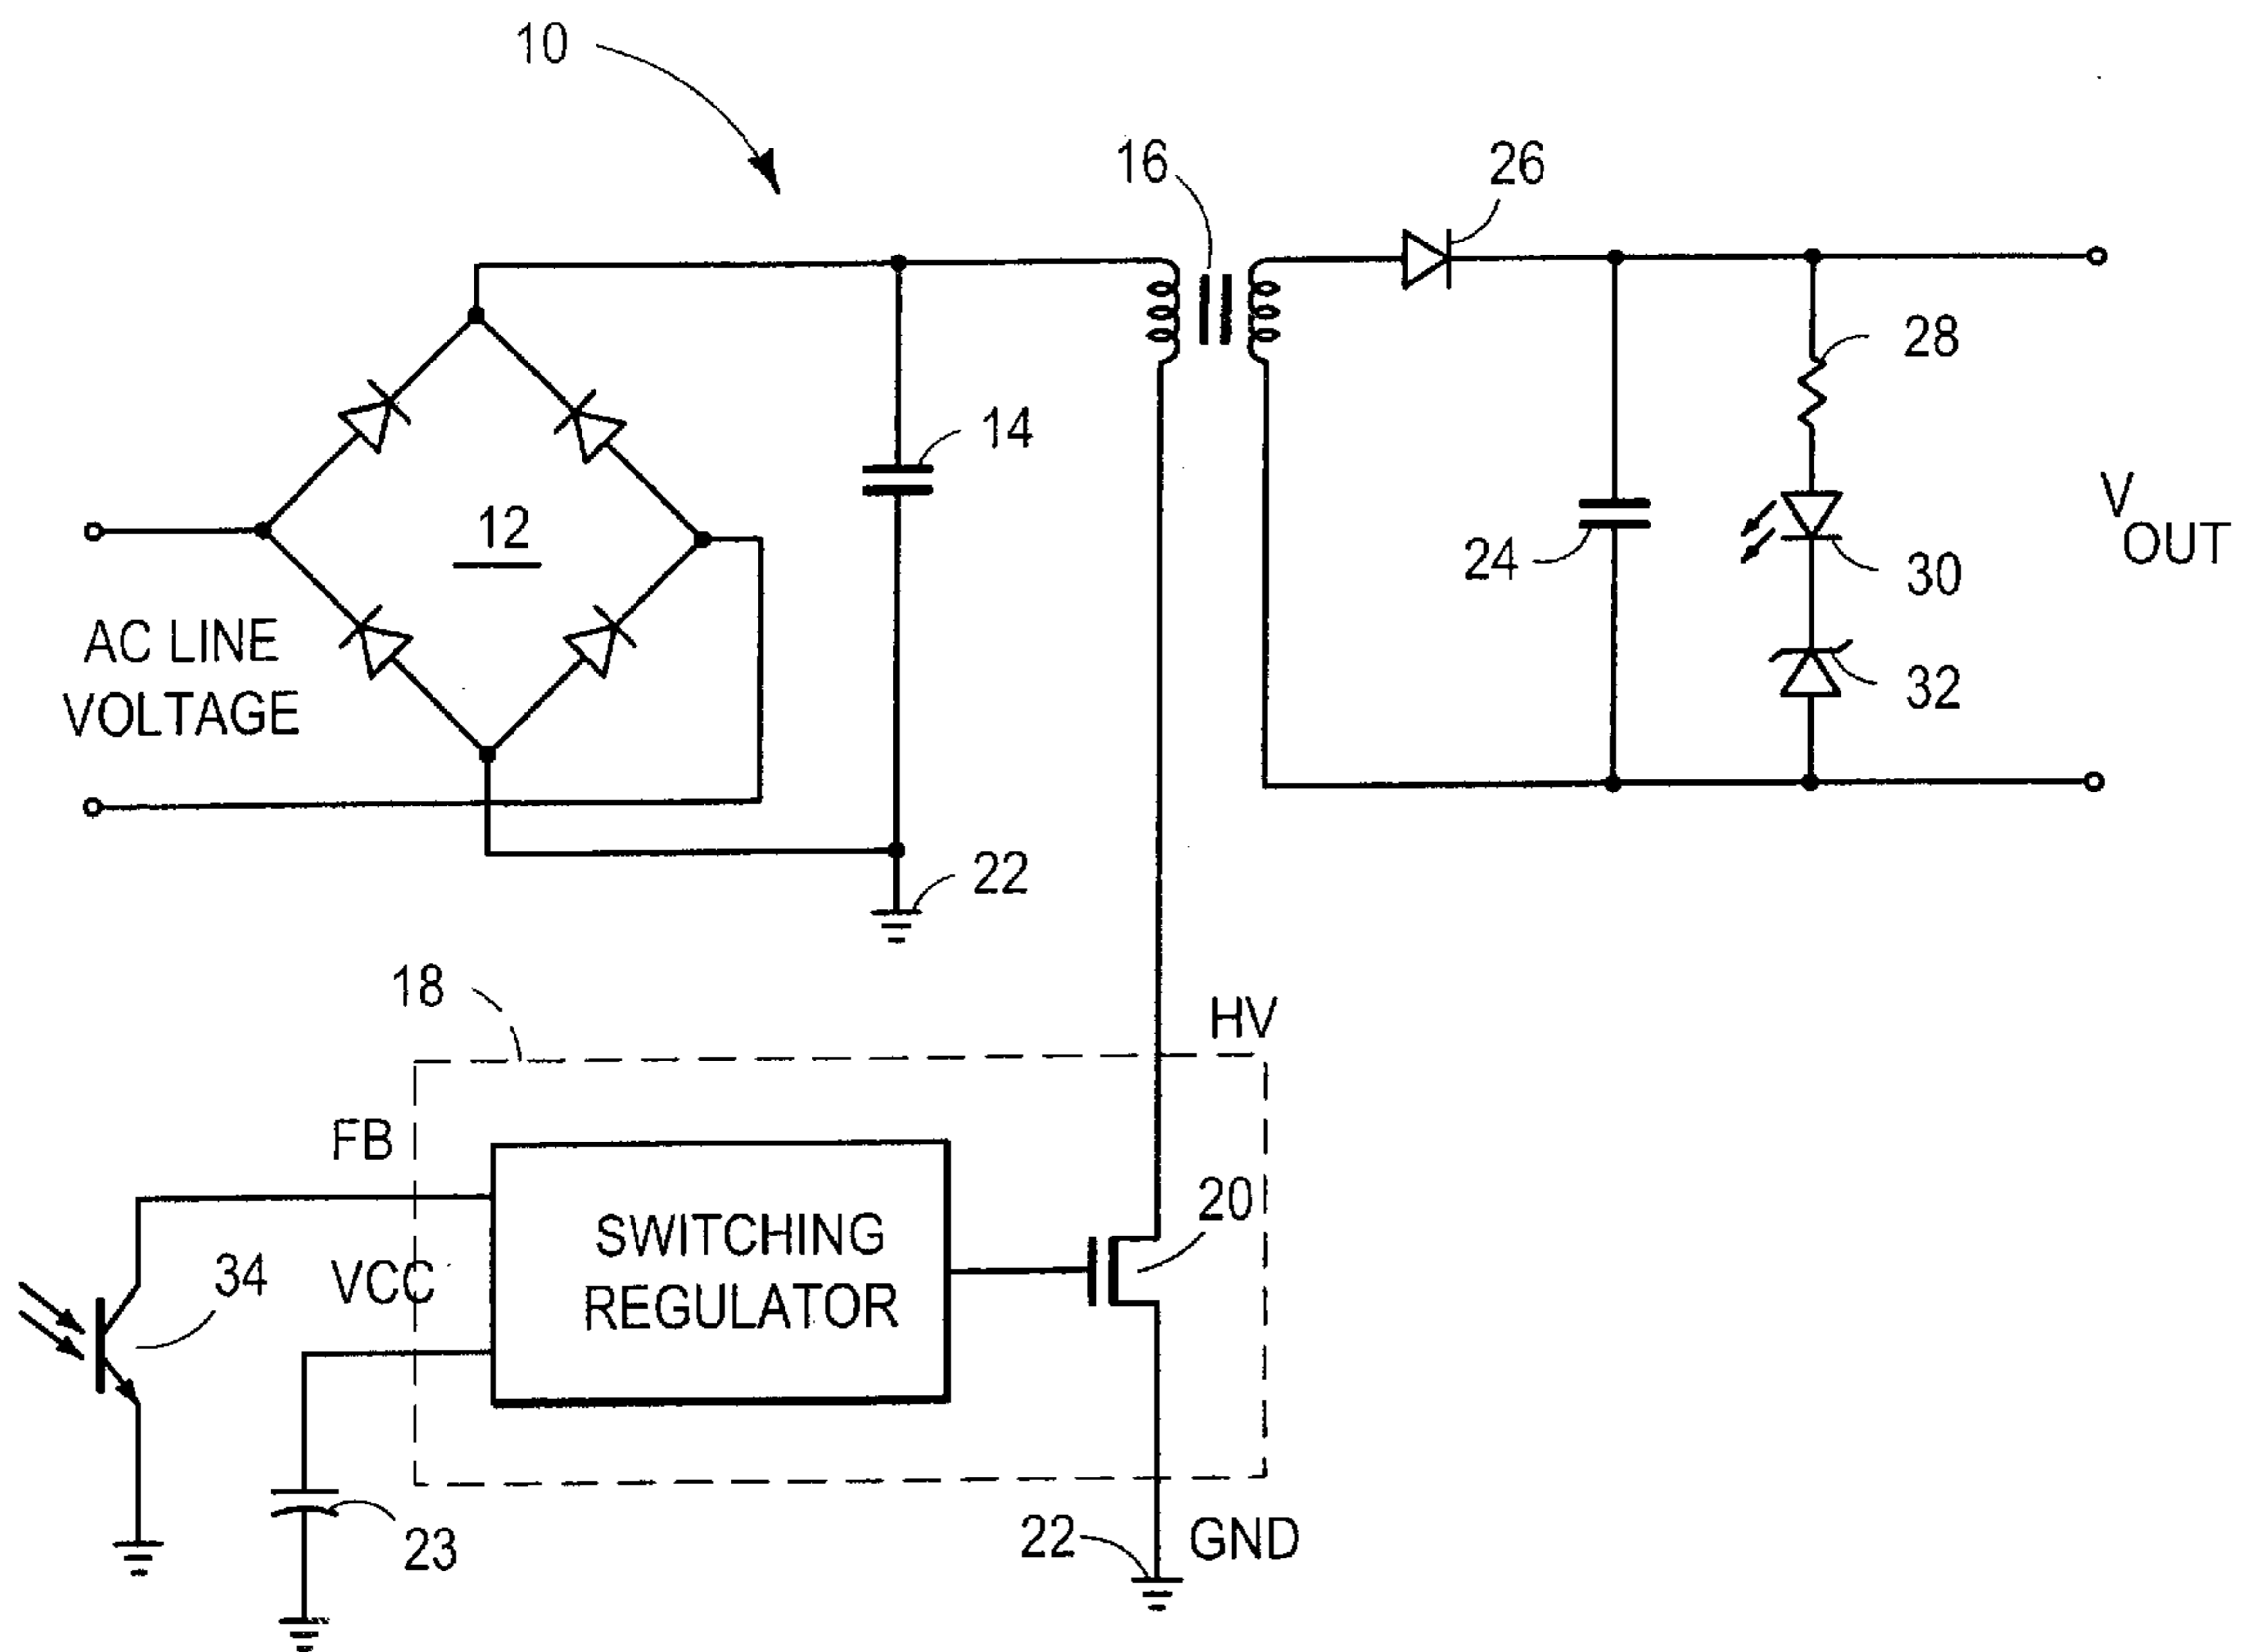 10
16
26
28
14
12
24
30
V
OUT
AC LINE
VOLTAGE
32
22
18
HV
FB
20
SWITCHING
REGULATOR
34
VCC
23
22
GND